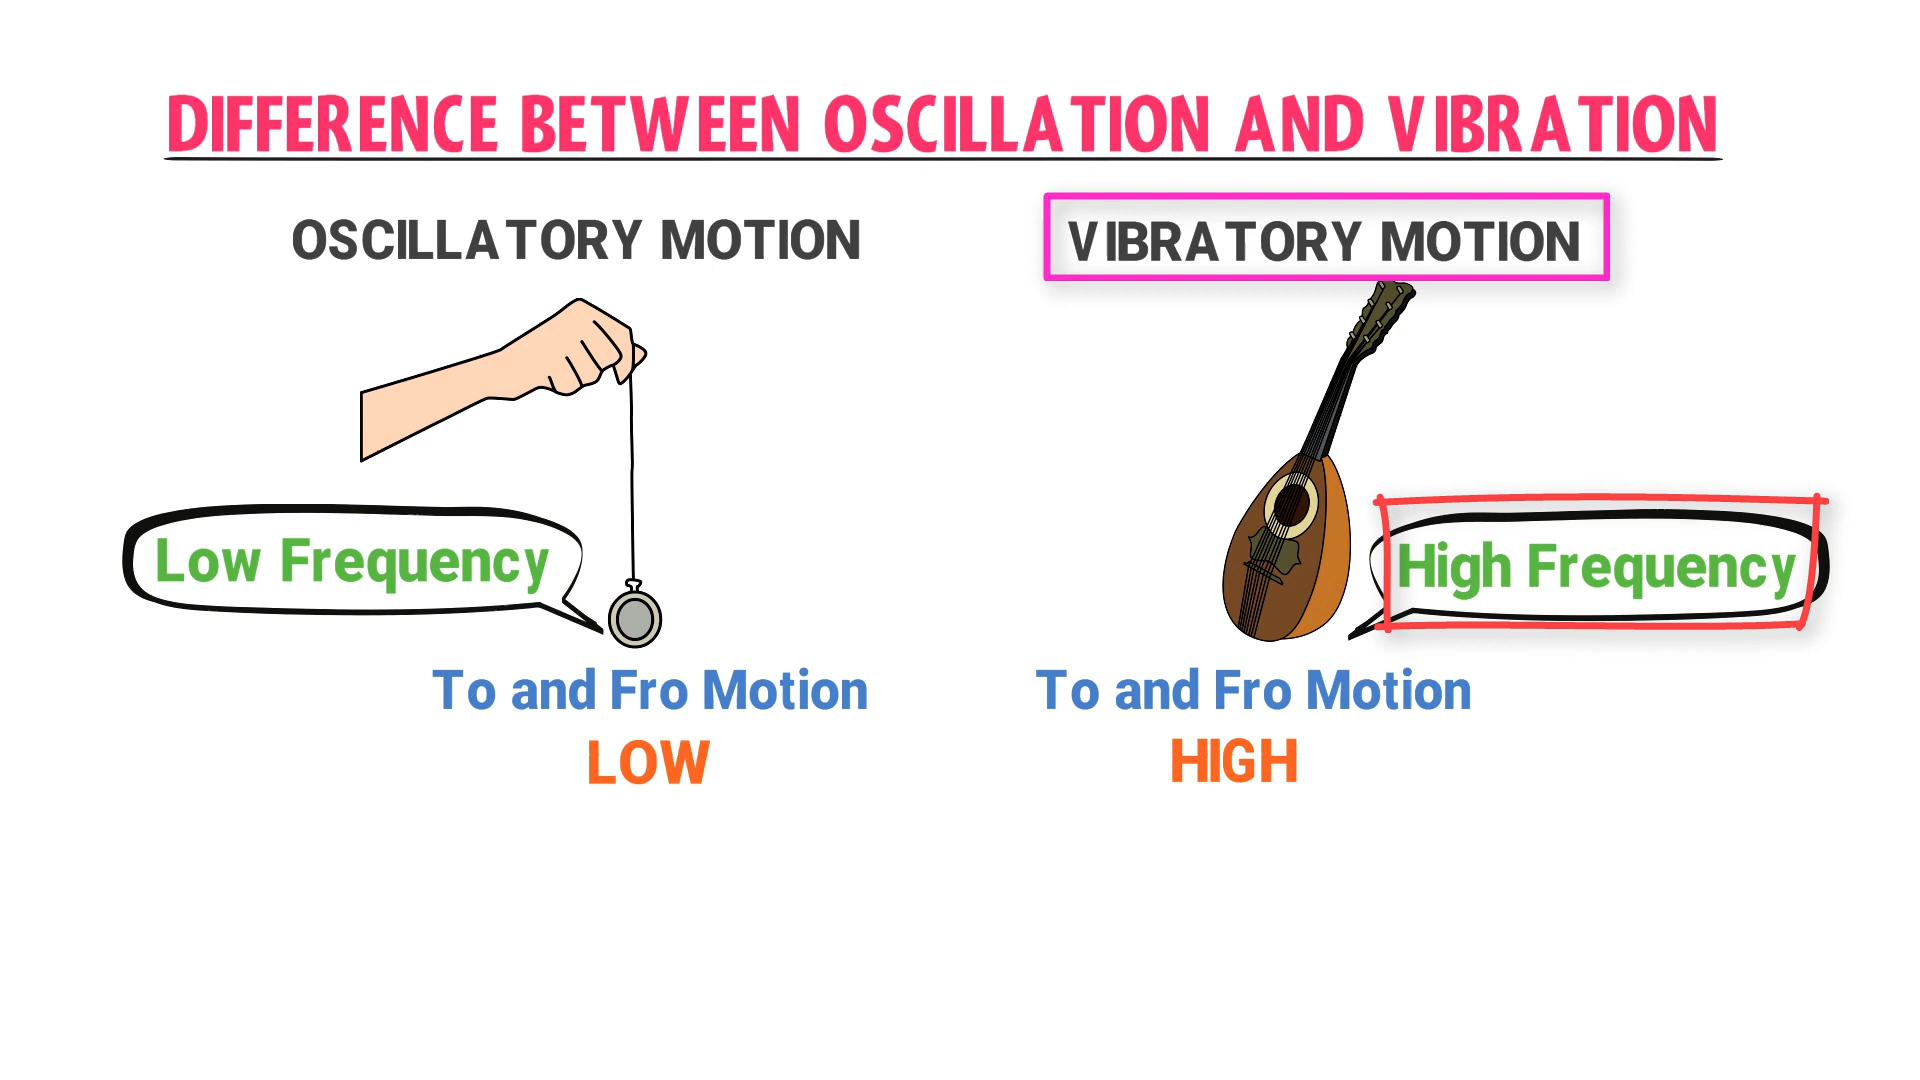 DIFFERENCE BETWEEN OSCILLATION AND VIBRATION
OSCILLATORY MOTION
VIBRATORY MOTION
Low Frequency
High Frequency
To and Fro Motion
To and Fro Motion
LOW
HIGH